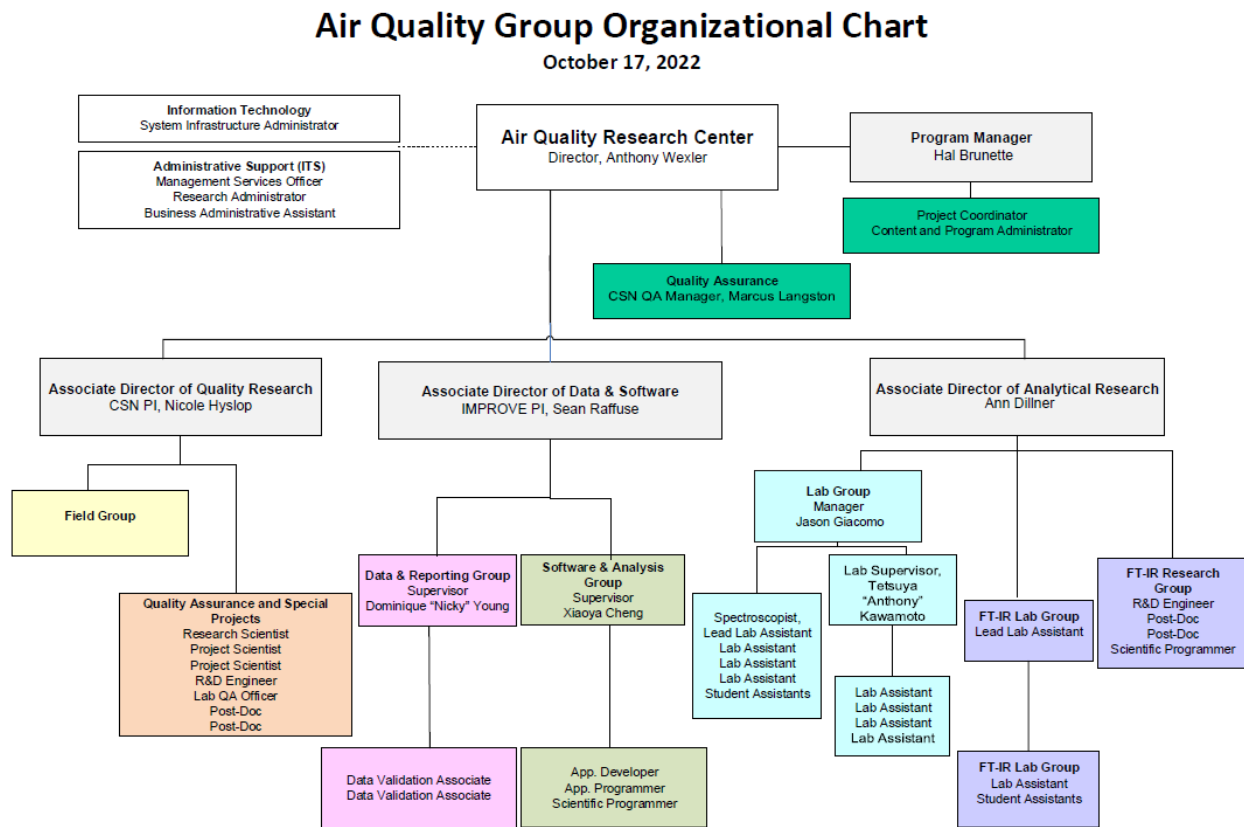 Air Quality Group Organizational Chart
October 17, 2022
Information Technology
System Infrastructure Administrator
Administrative Support (ITS)
Management Services Officer
Research Administrator
Business Administrative Assistant
Air Quality Research Center
Director, Anthony Wexler
Program Manager
Hal Brunette
Project Coordinator
Content and Program Administrator
Quality Assurance
CSN QA Manager, Marcus Langston
Associate Director of Quality Research
CSN PI, Nicole Hyslop
Associate Director of Data & Software
IMPROVE PI, Sean Raffuse
Associate Director of Analytical Research
Ann Dillner
Field Group
Quality Assurance and Special
Projects
Research Scientist
Project Scientist
Project Scientist
R&D Engineer
Lab QA Officer
Post-Doc
Post-Doc
Data & Reporting Group
Supervisor
Dominique “Nicky” Young
Data Validation Associate
Data Validation Associate
Software & Analysis
Group
Supervisor
Xiaoya Cheng
App. Developer
App. Programmer
Scientific Programmer
Lab Group
Manager
Jason Giacomo
Spectroscopist,
Lead Lab Assistant
Lab Assistant
Lab Assistant
Lab Assistant
Student Assistants
Lab Supervisor,
Tetsuya
“Anthony”
Kawamoto
Lab Assistant
Lab Assistant
Lab Assistant
Lab Assistant
FT-IR Lab Group
Lead Lab Assistant
FT-IR Lab Group
Lab Assistant
Student Assistants
FT-IR Research
Group
R&D Engineer
Post-Doc
Post-Doc
Scientific Programmer